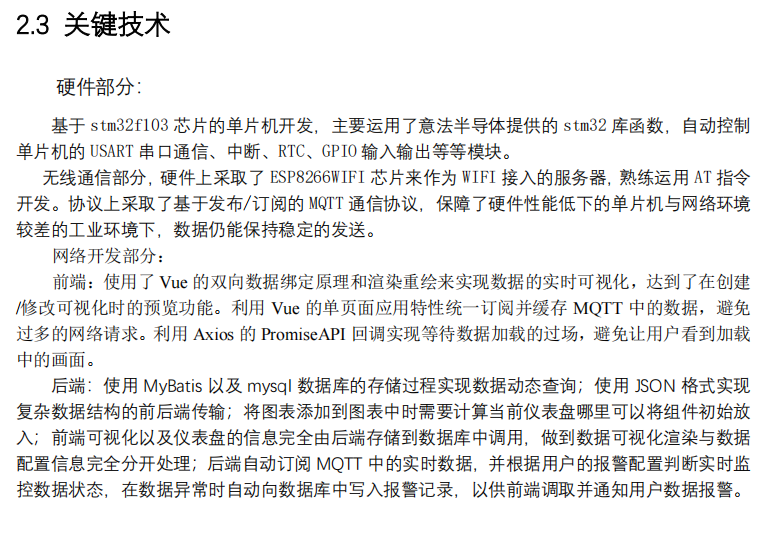 2.3 关键技术
硬件部分：
基于 stm32f103 芯片的单片机开发，主要运用了意法半导体提供的 stm32 库函数，自动控制
单片机的 USART 串口通信、中断、RTC、GPIO 输入输出等等模块。
无线通信部分，硬件上采取了 ESP8266WIFI 芯片来作为 WIFI 接入的服务器，熟练运用 AT 指令
开发。协议上采取了基于发布/订阅的 MQTT 通信协议，保障了硬件性能低下的单片机与网络环境
较差的工业环境下，数据仍能保持稳定的发送。
网络开发部分：
前端：使用了 Vue 的双向数据绑定原理和渲染重绘来实现数据的实时可视化，达到了在创建
/修改可视化时的预览功能。利用 Vue 的单页面应用特性统一订阅并缓存 MQTT 中的数据，避免
过多的网络请求。利用 Axios 的 PromiseAPI 回调实现等待数据加载的过场，避免让用户看到加载
中的画面。
后端：使用 MyBatis 以及 mysql 数据库的存储过程实现数据动态查询；使用 JSON 格式实现
复杂数据结构的前后端传输；将图表添加到图表中时需要计算当前仪表盘哪里可以将组件初始放
入；前端可视化以及仪表盘的信息完全由后端存储到数据库中调用，做到数据可视化渲染与数据
配置信息完全分开处理；后端自动订阅 MQTT 中的实时数据，并根据用户的报警配置判断实时监
控数据状态，在数据异常时自动向数据库中写入报警记录，以供前端调取并通知用户数据报警。